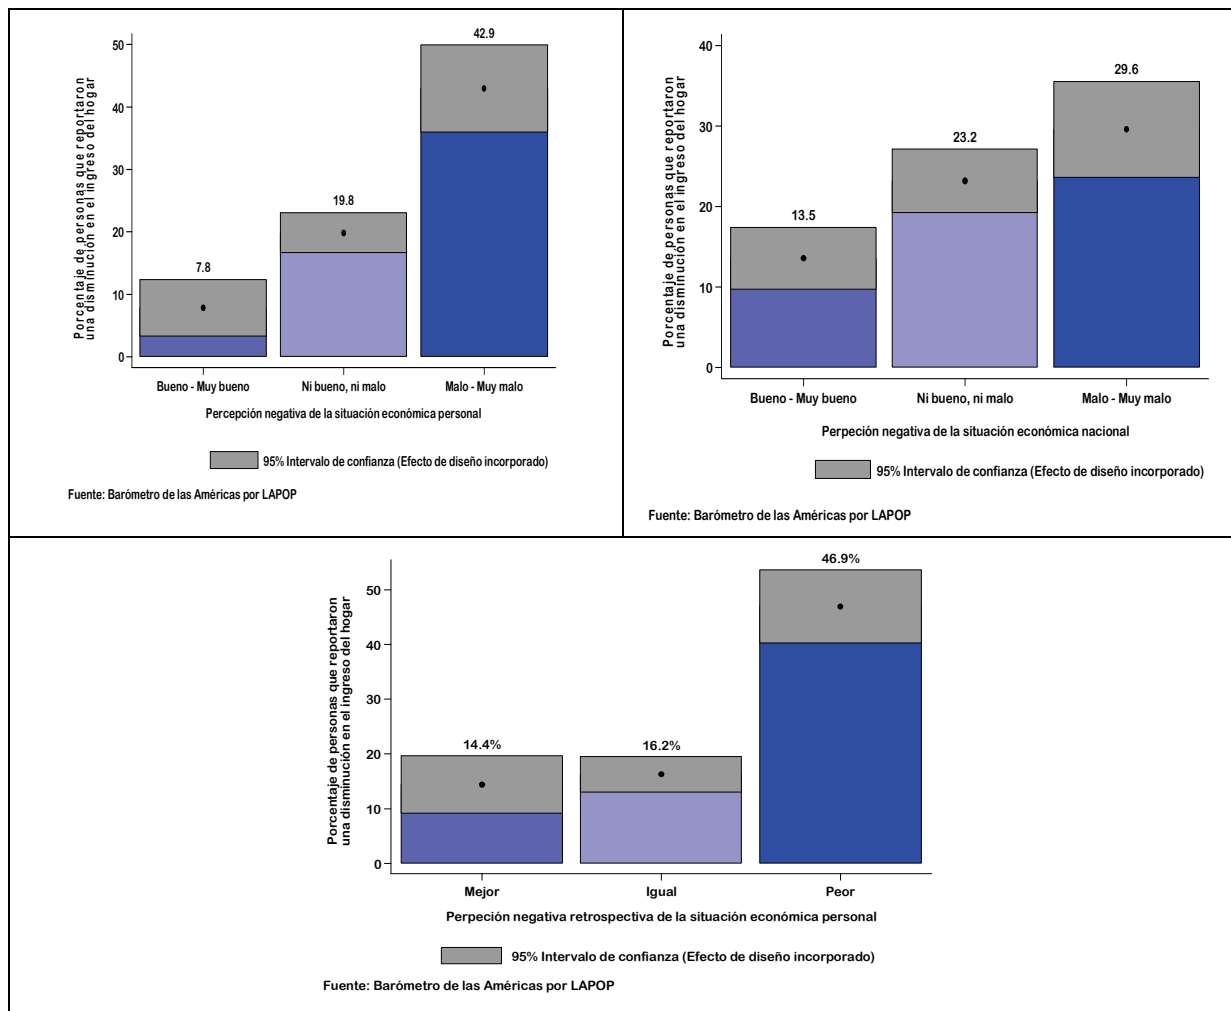 Porcentaje de personas que reportaron
una disminución en el ingreso del hogar
50
40
30
20
10
0
7.8
19.8
42.9
Bueno - Muy bueno
Ni bueno, ni malo
Malo - Muy malo
Percepción negativa de la situación económica personal
95% Intervalo de confianza (Efecto de diseño incorporado)
Fuente: Barómetro de las Américas por LAPOP
Porcentaje de personas que reportaron
una disminución en el ingreso del hogar
40
30
20
10
0
13.5
23.2
29.6
Bueno - Muy bueno
Ni bueno, ni malo
Malo - Muy malo
Perpeción negativa de la situación económica nacional
95% Intervalo de confianza (Efecto de diseño incorporado)
Fuente: Barómetro de las Américas por LAPOP
Porcentaje de personas que reportaron
una disminución en el ingreso del hogar
50
40
30
20
10
0
14.4%
16.2%
46.9%
Mejor
Igual
Peor
Perpeción negativa retrospectiva de la situación económica personal
95% Intervalo de confianza (Efecto de diseño incorporado)
Fuente: Barómetro de las Américas por LAPOP